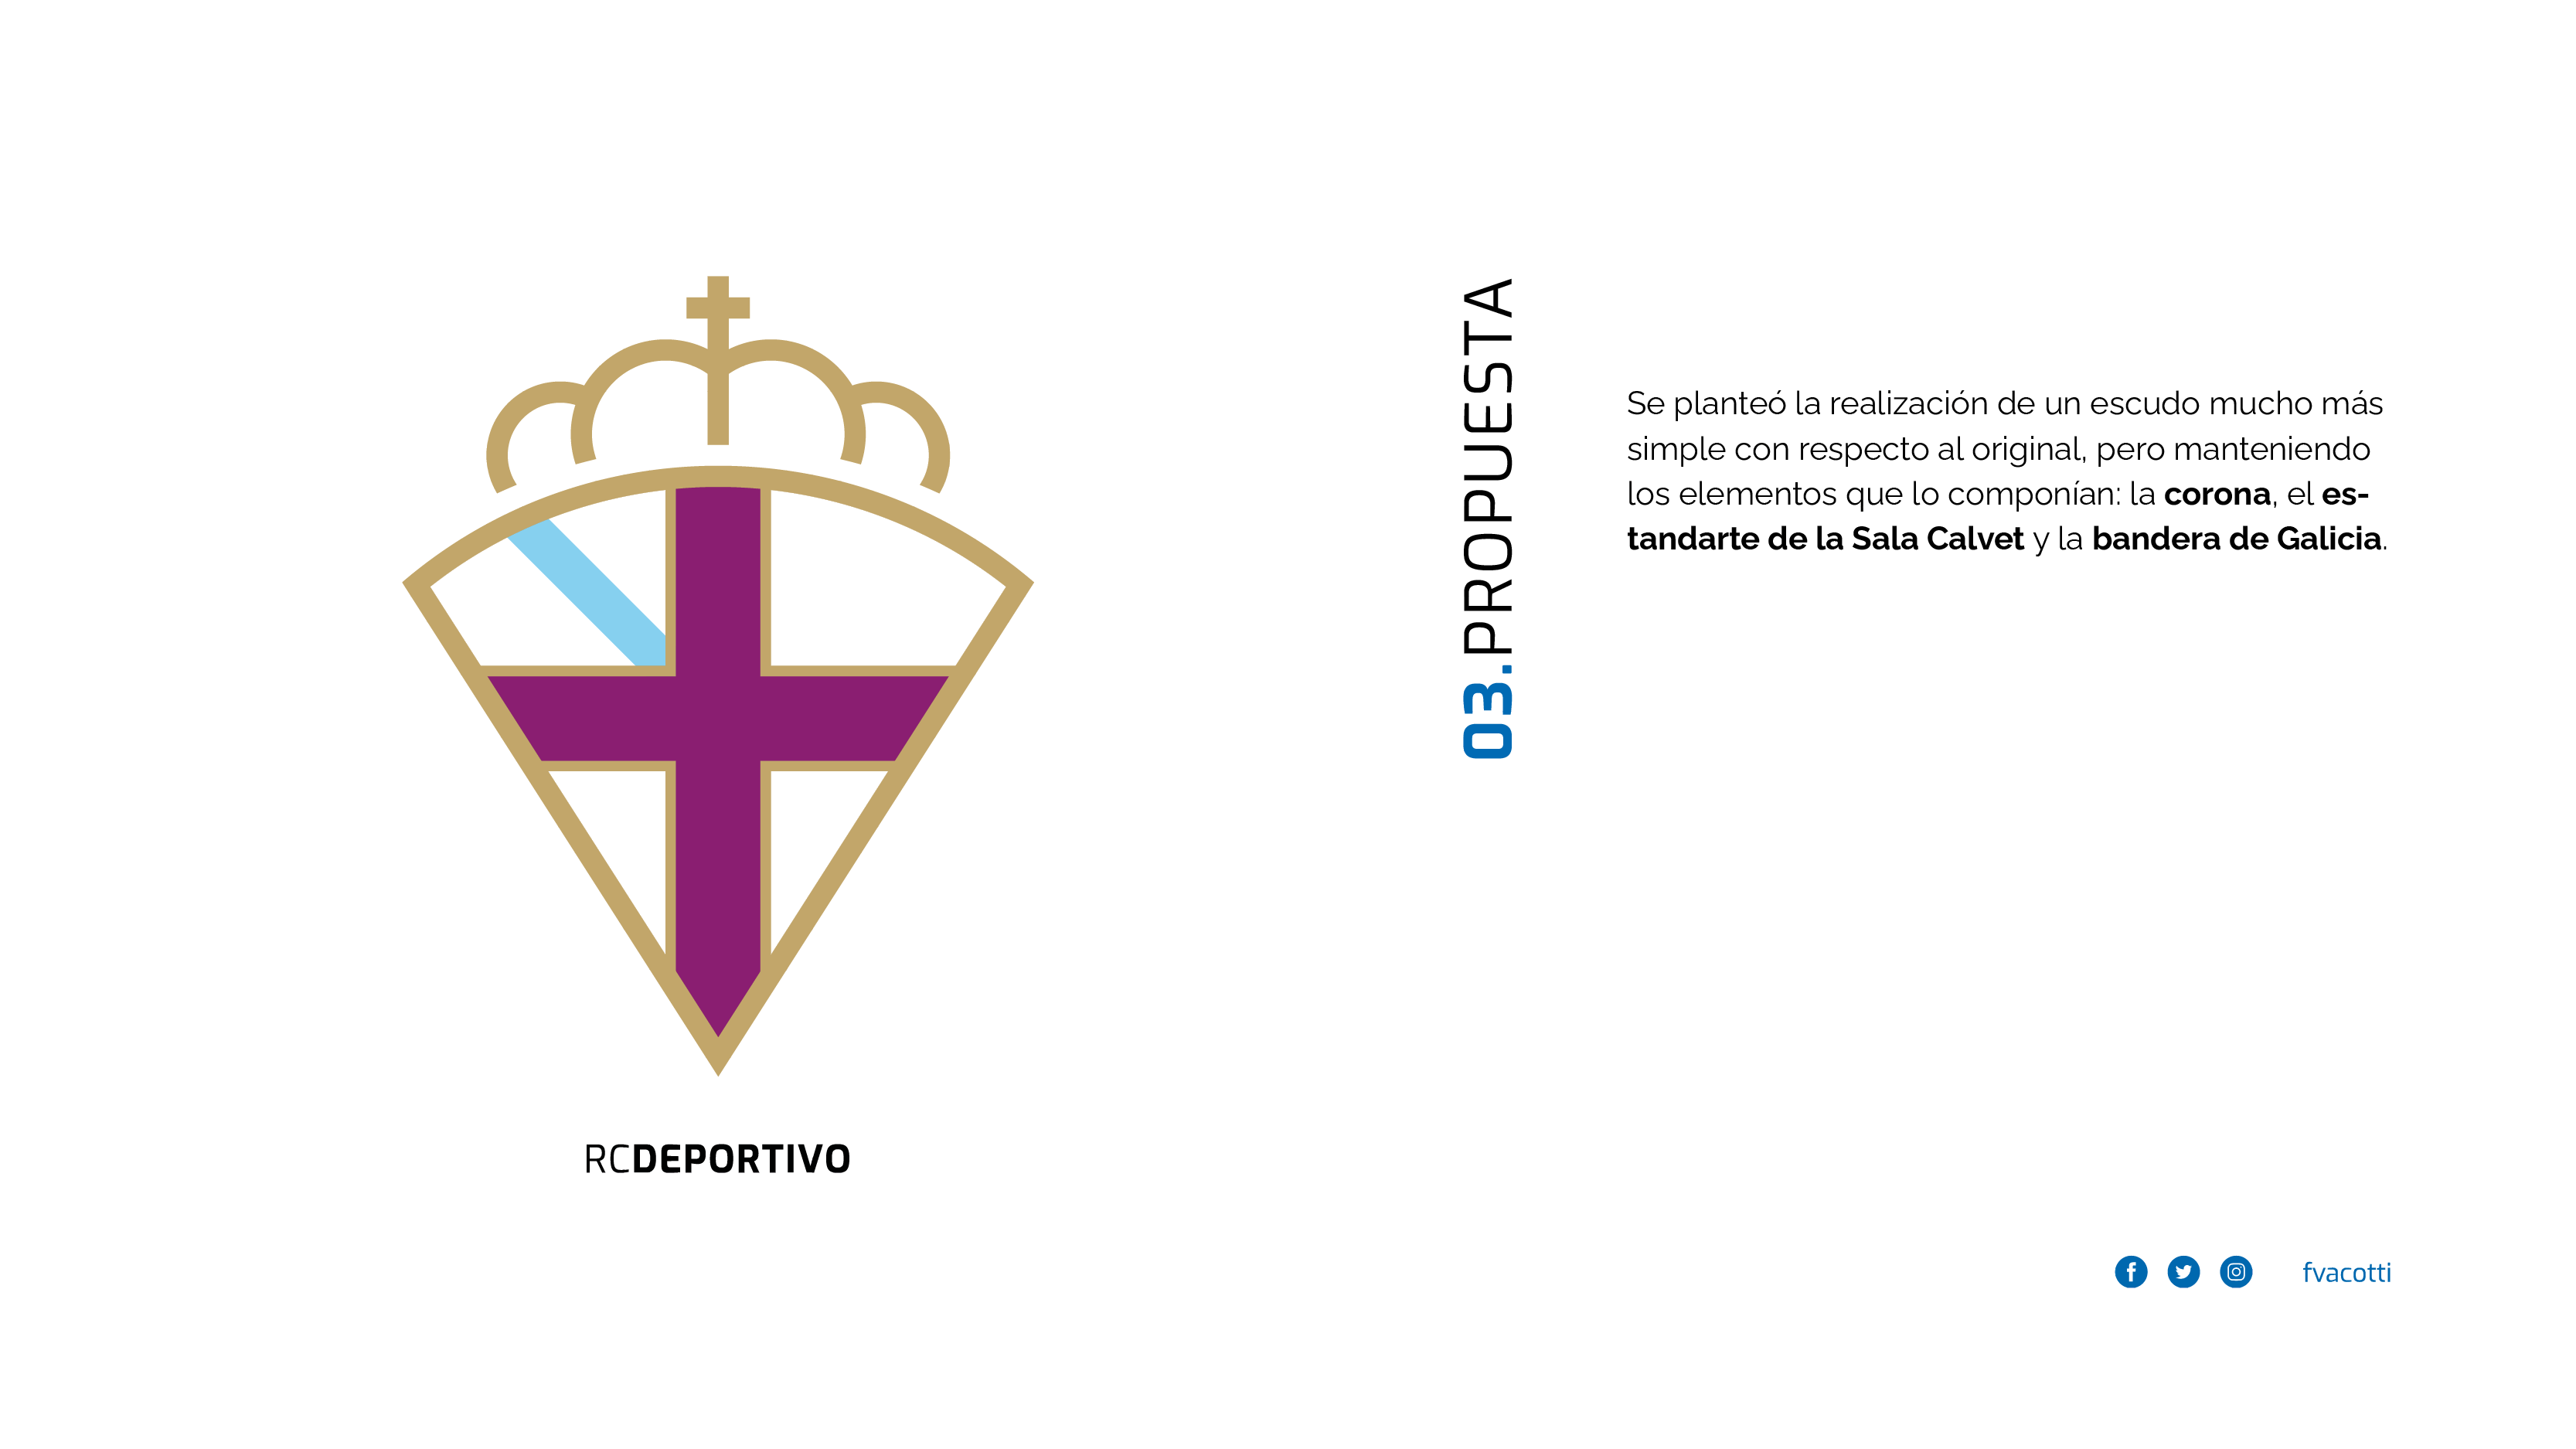 RCDEPORTIVO
03.PROPUESTA
Se planteó la realización de un escudo mucho más
simple con respecto al original, pero manteniendo
los elementos que lo componían: la corona, el es-
tandarte de la Sala Calvet y la bandera de Galicia.
fvacotti